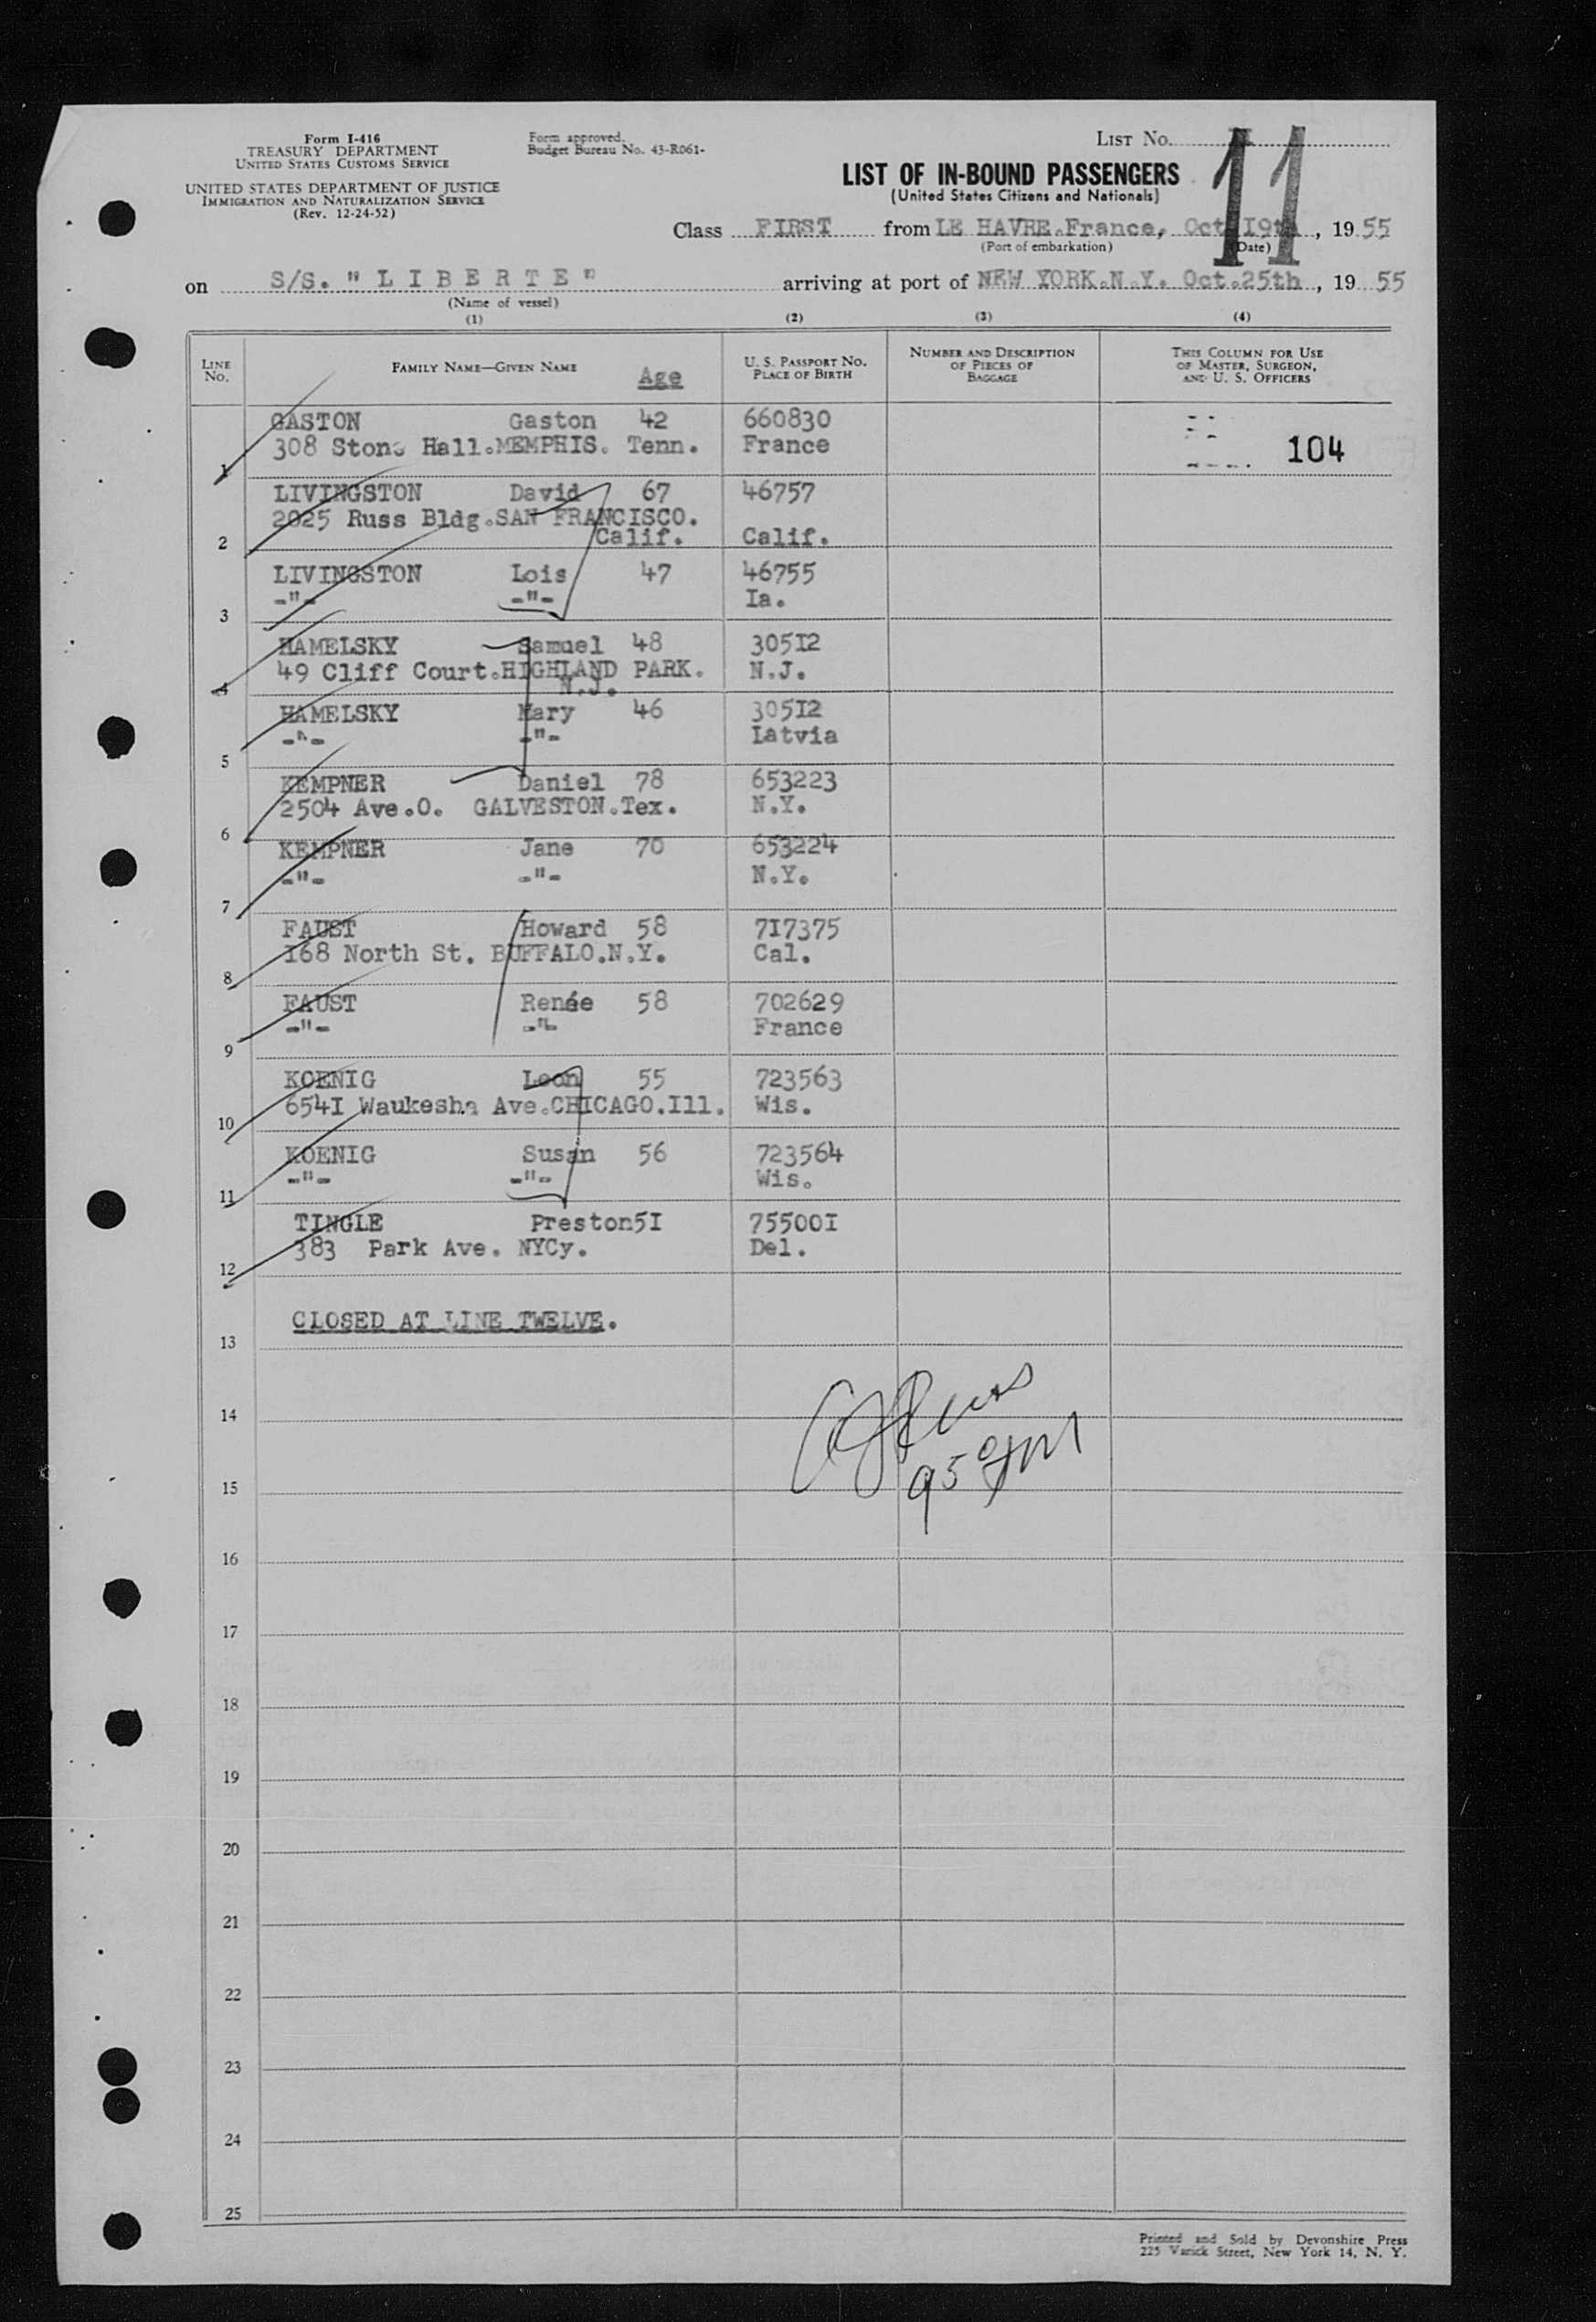 Form I-416
TREASURY DEPARTMENT
UNITED STATES CUSTOMS SERVICE
UNITED STATES DEPARTMENT OF JUSTICE
IMMIGRATION AND NATURALIZATION SERVICE
(Rev. 12-24-52)
Form approved.
Budget Bureau No. 43-R061-
LIST NO. 11
LIST OF IN-BOUND PASSENGERS
(United States Citizens and Nationals)
Class FIRST from LE HAVRE.France, Oct.I9th, 1955
(Port of embarkation) (Date)
on S/S. " L I B E R T E " arriving at port of NEW YORK.N.Y. Oct.25th, 19 55
(Name of vessel)
(1) (2) (3) (4)
LINE NO. FAMILY NAME—GIVEN NAME Age U. S. PASSPORT NO. PLACE OF BIRTH NUMBER AND DESCRIPTION OF PIECES OF BAGGAGE THIS COLUMN FOR USE OF MASTER, SURGEON, AND U. S. OFFICERS
GASTON Gaston 42 660830
308 Stone Hall.MEMPHIS. Tenn. France 104
1
LIVINGSTON David 67 46757
2025 Russ Bldg.SAN FRANCISCO.
2 Calif. Calif.
LIVINGSTON Lois 47 46755
-"- -"- Ia.
3
HAMELSKY Samuel 48 305I2
49 Cliff Court.HIGHLAND PARK. N.J.
4 N.J.
HAMELSKY Mary 46 305I2
-"- -"- Latvia
5
KEMPNER Daniel 78 653223
2504 Ave.O. GALVESTON.Tex. N.Y.
6
KEMPNER Jane 70 653224
-"- -"- N.Y.
7
FAUST Howard 58 7I7375
I68 North St. BUFFALO.N.Y. Cal.
8
FAUST Renée 58 702629
-"- -"- France
9
KOENIG Leon 55 723563
654I Waukesha Ave.CHICAGO.Ill. Wis.
10
KOENIG Susan 56 723564
-"- -"- Wis.
11
TINGLE Preston5I 75500I
383 Park Ave. NYCy. Del.
12
CLOSED AT LINE TWELVE.
13
14
15
16
17
18
19
20
21
22
23
24
25
Printed and Sold by Devonshire Press
225 Varick Street, New York 14, N. Y.